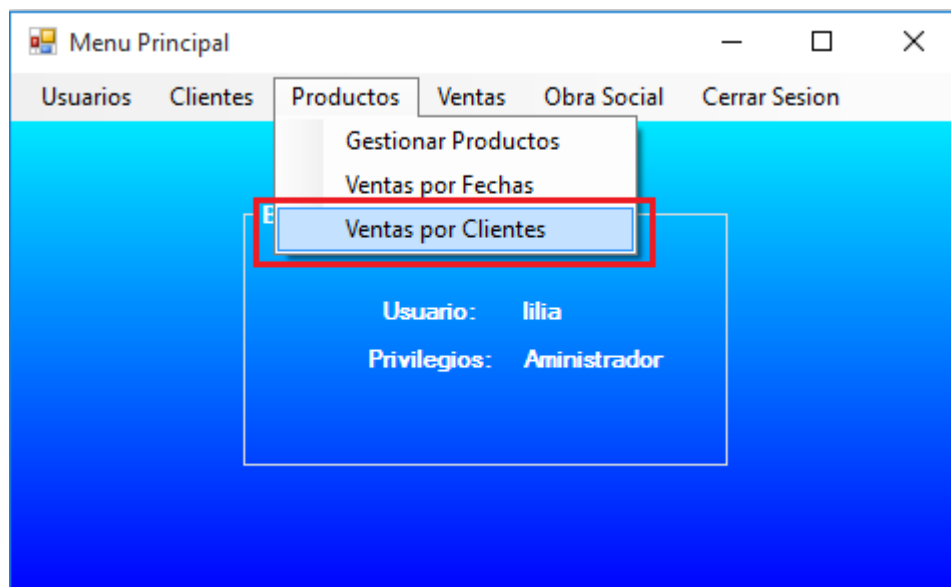 Menu Principal
Usuarios Clientes Productos Ventas Obra Social Cerrar Sesion
Gestionar Productos
Ventas por Fechas
Ventas por Clientes
Usuario: lilia
Privilegios: Aministrador